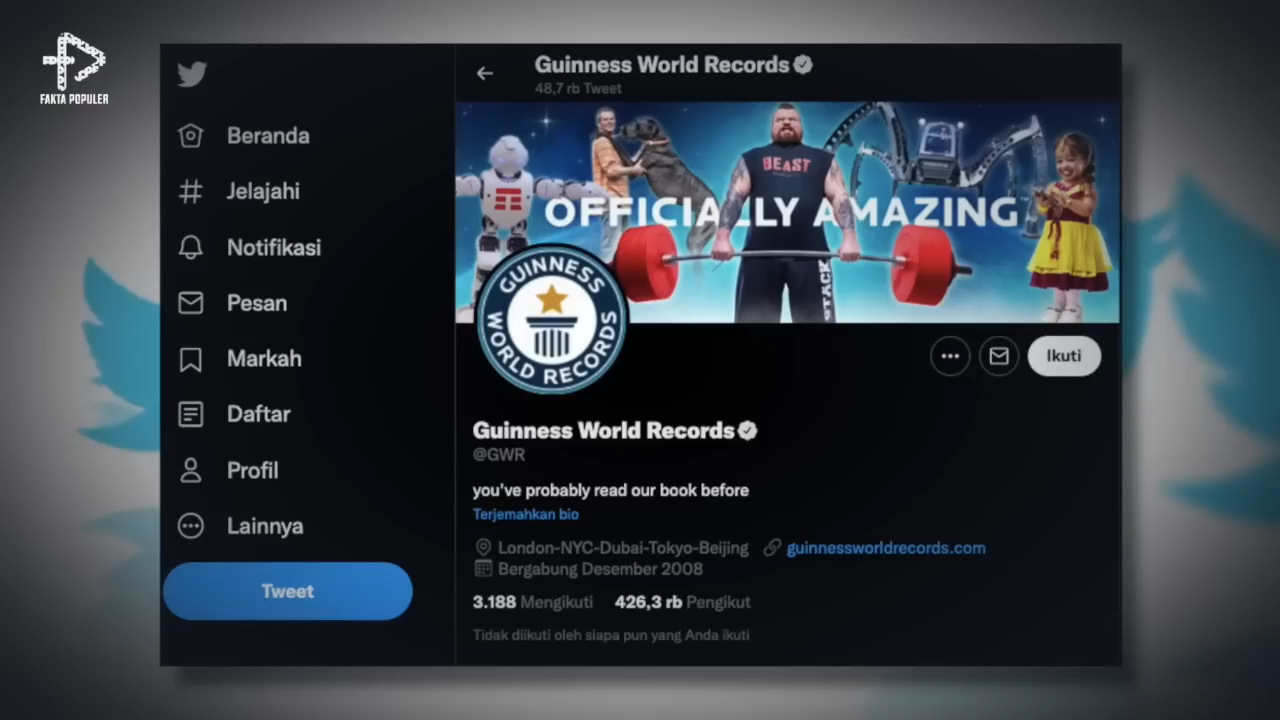 FAKTA POPULER
Beranda
Jelajahi
Notifikasi
Pesan
Markah
Daftar
Profil
Lainnya
Tweet
Guinness World Records
48,7 rb Tweet
BEAST
OFFICIALLY AMAZING
STACK
GUINNESS
WORLD RECORDS
Ikuti
Guinness World Records
@GWR
you've probably read our book before
Terjemahkan bio
London-NYC-Dubai-Tokyo-Beijing guinnessworldrecords.com
Bergabung Desember 2008
3.188 Mengikuti 426,3 rb Pengikut
Tidak diikuti oleh siapa pun yang Anda ikuti